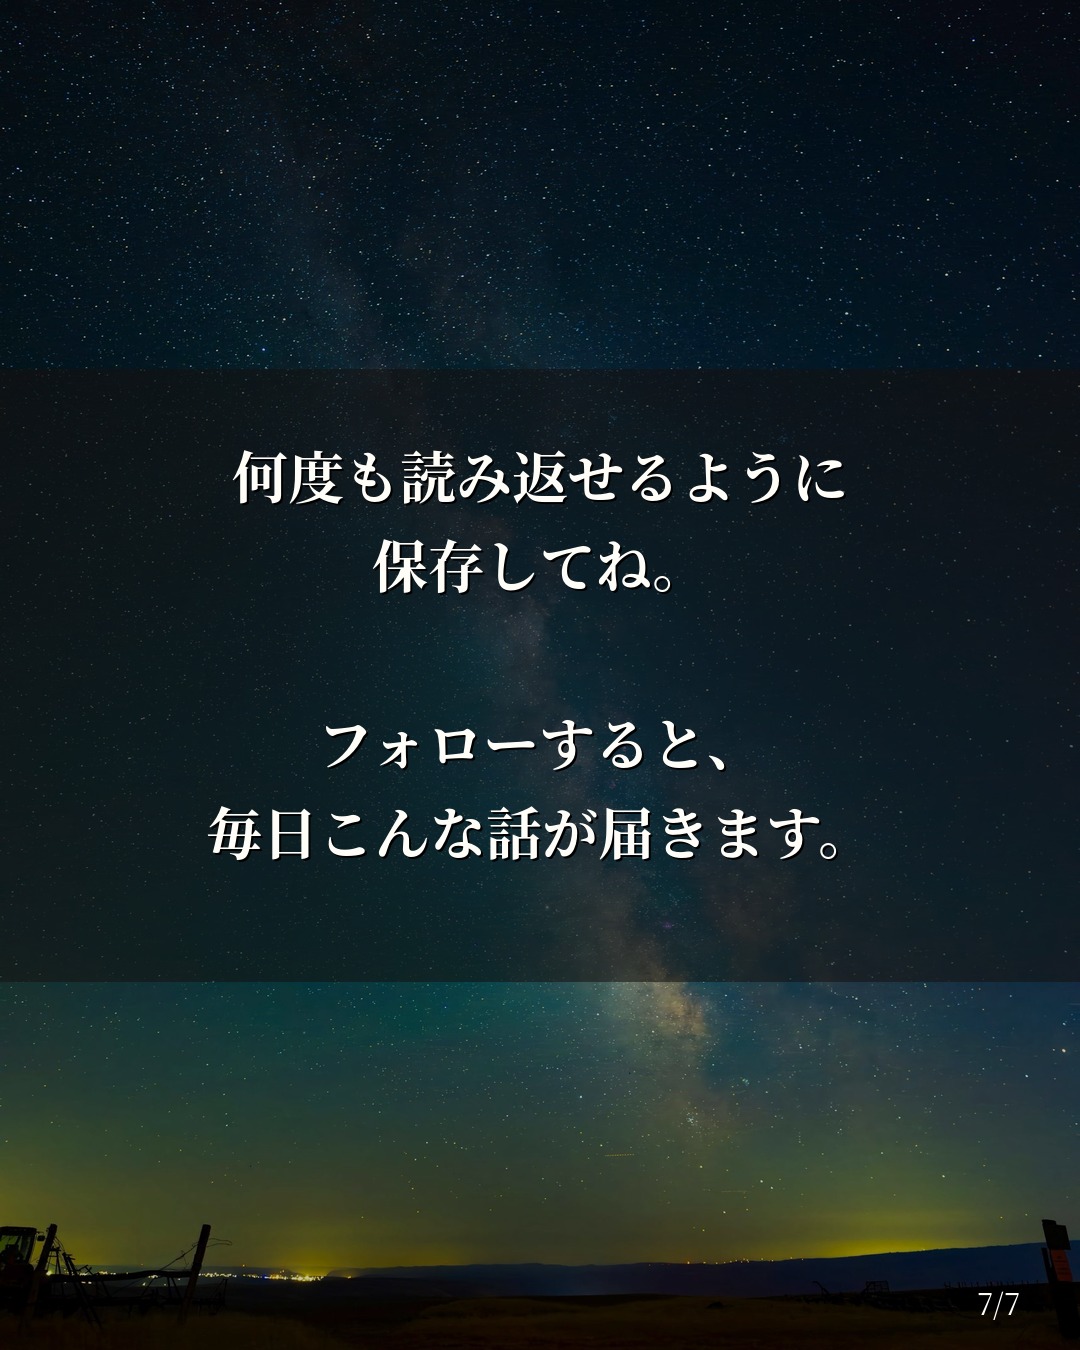 何度も読み返せるように
保存してね。
フォローすると、
毎日こんな話が届きます。
7/7